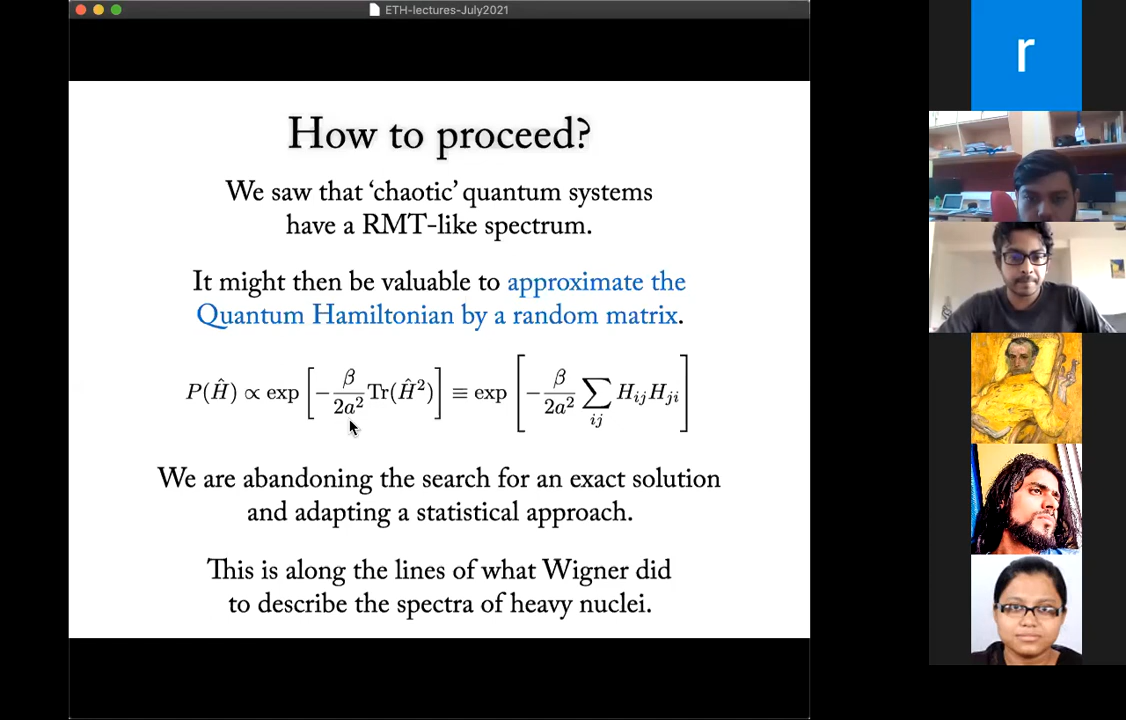 ETH-lectures-July2021
r
How to proceed?
We saw that ‘chaotic’ quantum systems
have a RMT-like spectrum.
It might then be valuable to approximate the
Quantum Hamiltonian by a random matrix.
P(Ĥ) ∝ exp [−β/2a² Tr(Ĥ²)] ≡ exp [−β/2a² ∑ij HijHji]
We are abandoning the search for an exact solution
and adapting a statistical approach.
This is along the lines of what Wigner did
to describe the spectra of heavy nuclei.